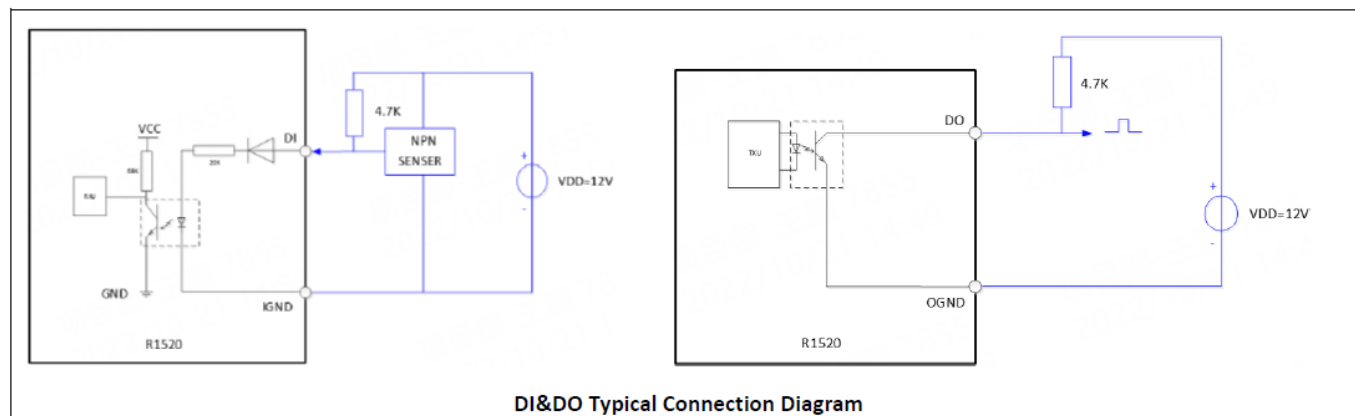 VCC
DI
4.7K
NPN
SENSER
+
-
VDD=12V
GND
IGND
R1520
DO
4.7K
TXU
+
-
VDD=12V
OGND
R1520
DI&DO Typical Connection Diagram